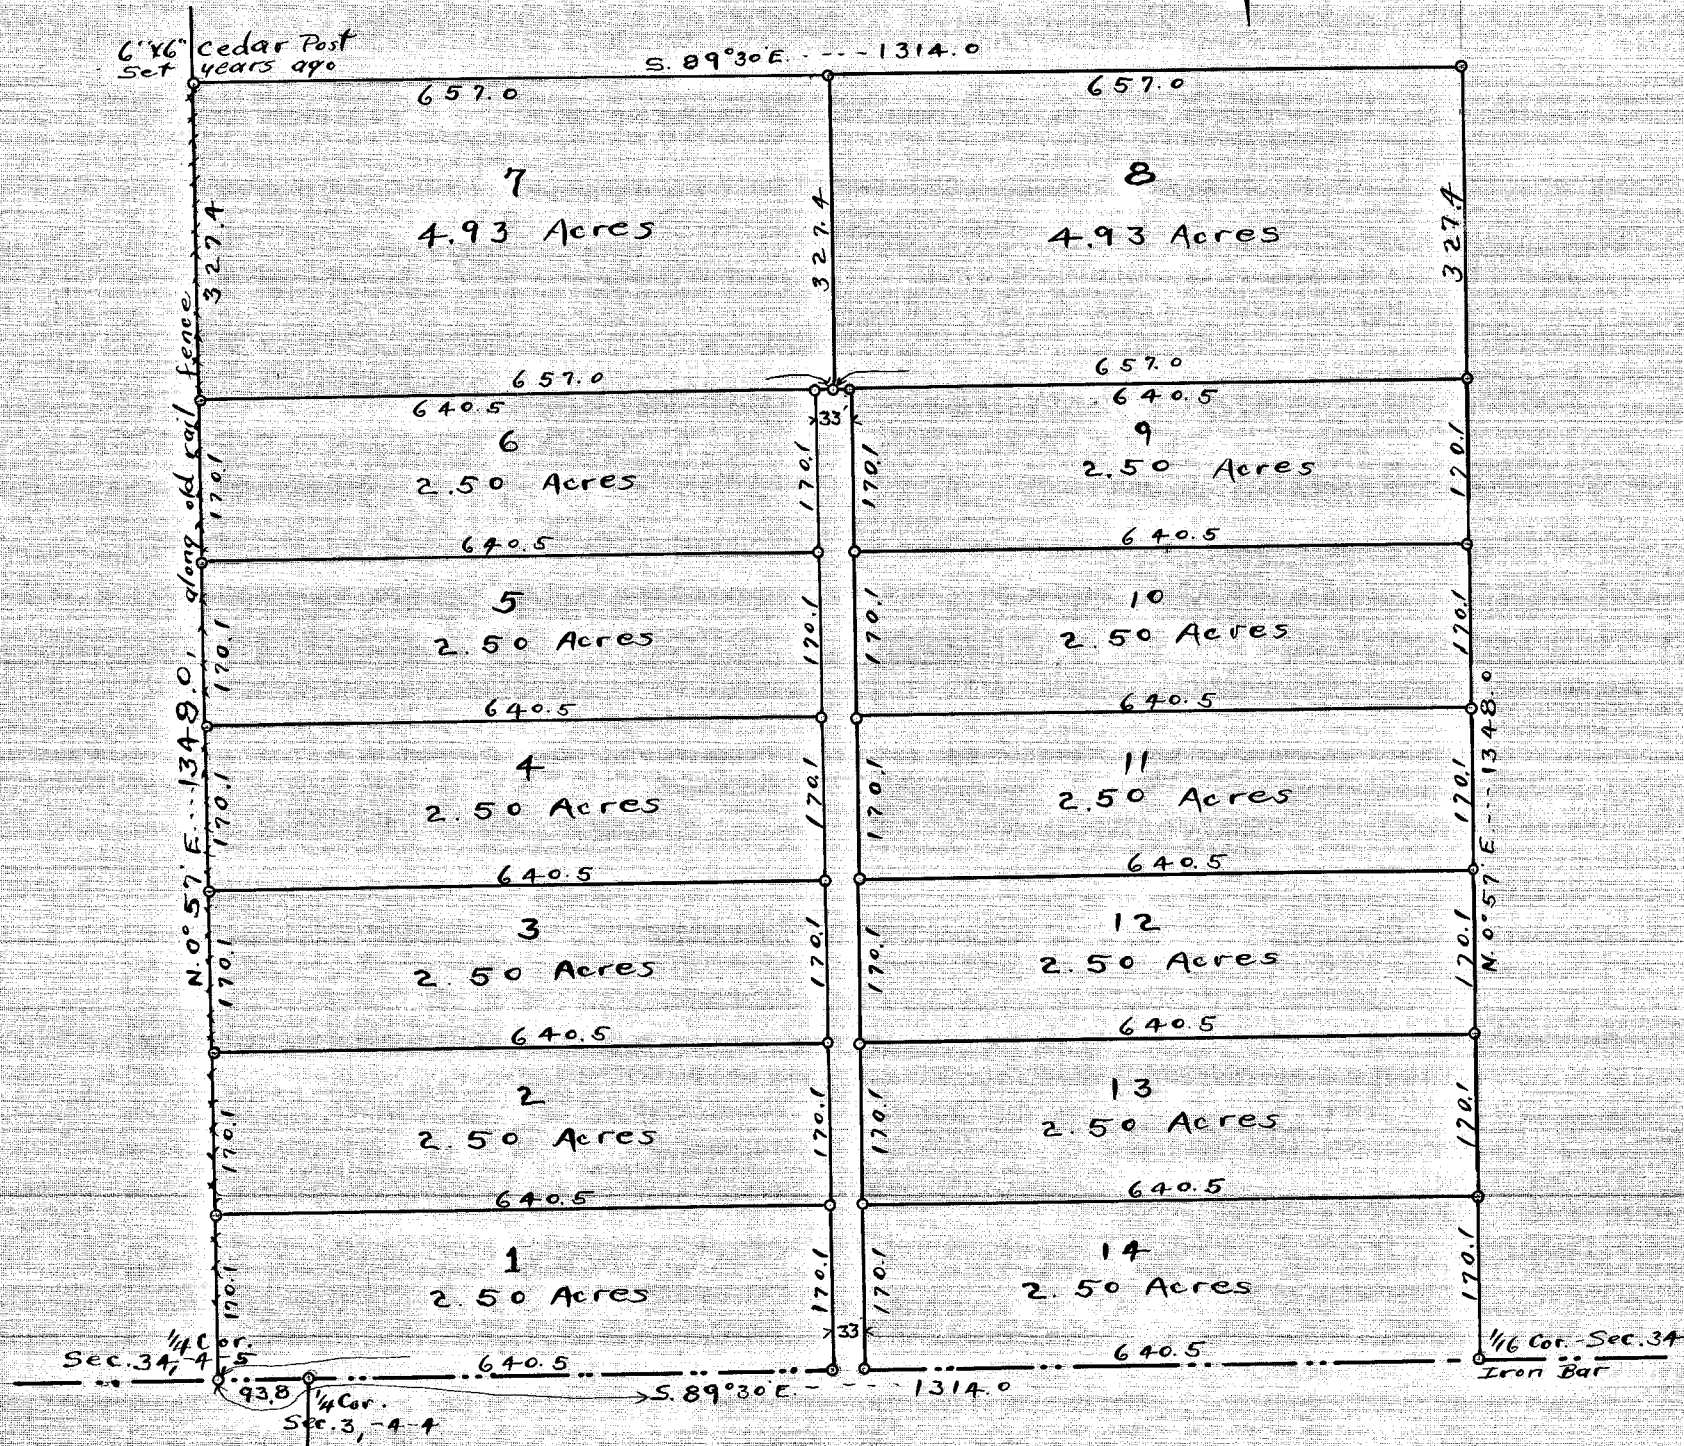 6"x6" Cedar Post
Set years ago
S. 89°30'E. ---- 1314.0
657.0
657.0
7
4.93 Acres
8
4.93 Acres
327.4
327.4
327.4
657.0
657.0
640.5
640.5
33'
6
2.50 Acres
9
2.50 Acres
170.1
170.1
170.1
170.1
640.5
640.5
5
2.50 Acres
10
2.50 Acres
170.1
170.1
170.1
170.1
640.5
640.5
4
2.50 Acres
11
2.50 Acres
170.1
170.1
170.1
170.1
N. 0°57'E. --- 1348.0, along old rail fence
N. 0°57'E. --- 1348.0
640.5
640.5
3
2.50 Acres
12
2.50 Acres
170.1
170.1
170.1
170.1
640.5
640.5
2
2.50 Acres
13
2.50 Acres
170.1
170.1
170.1
170.1
640.5
640.5
1
2.50 Acres
14
2.50 Acres
170.1
170.1
170.1
170.1
33'
1/4 Cor.
Sec. 34,-4-5
640.5
640.5
1/16 Cor.-Sec.34
Iron Bar
93.8
1/4 Cor.
Sec. 3,-4-4
S. 89°30'E. ---- 1314.0